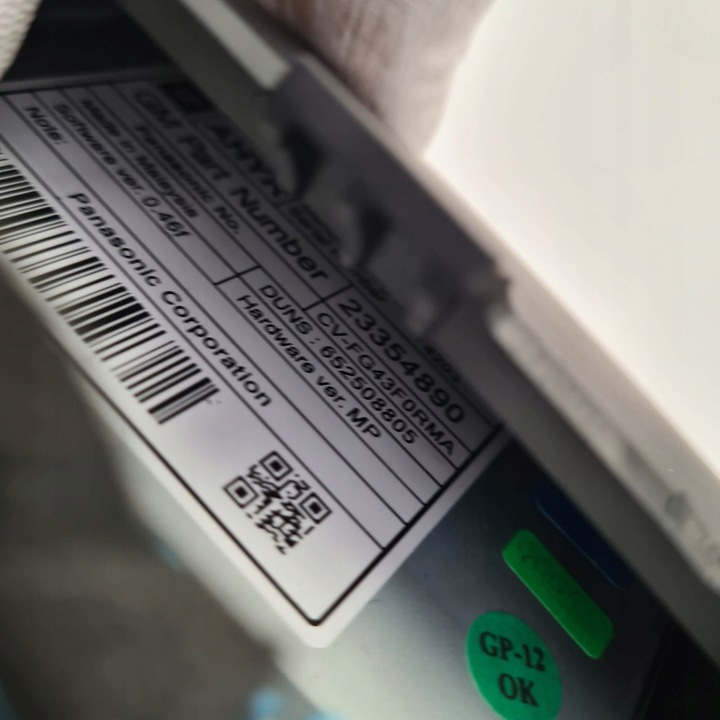 AHYK
GM Part Number 23354890
Panasonic No. CV-FG43F0RMA
Made in Malaysia DUNS : 652508805
Software ver. 0.46f Hardware ver. MP
Note:
Panasonic Corporation
GP-12
OK